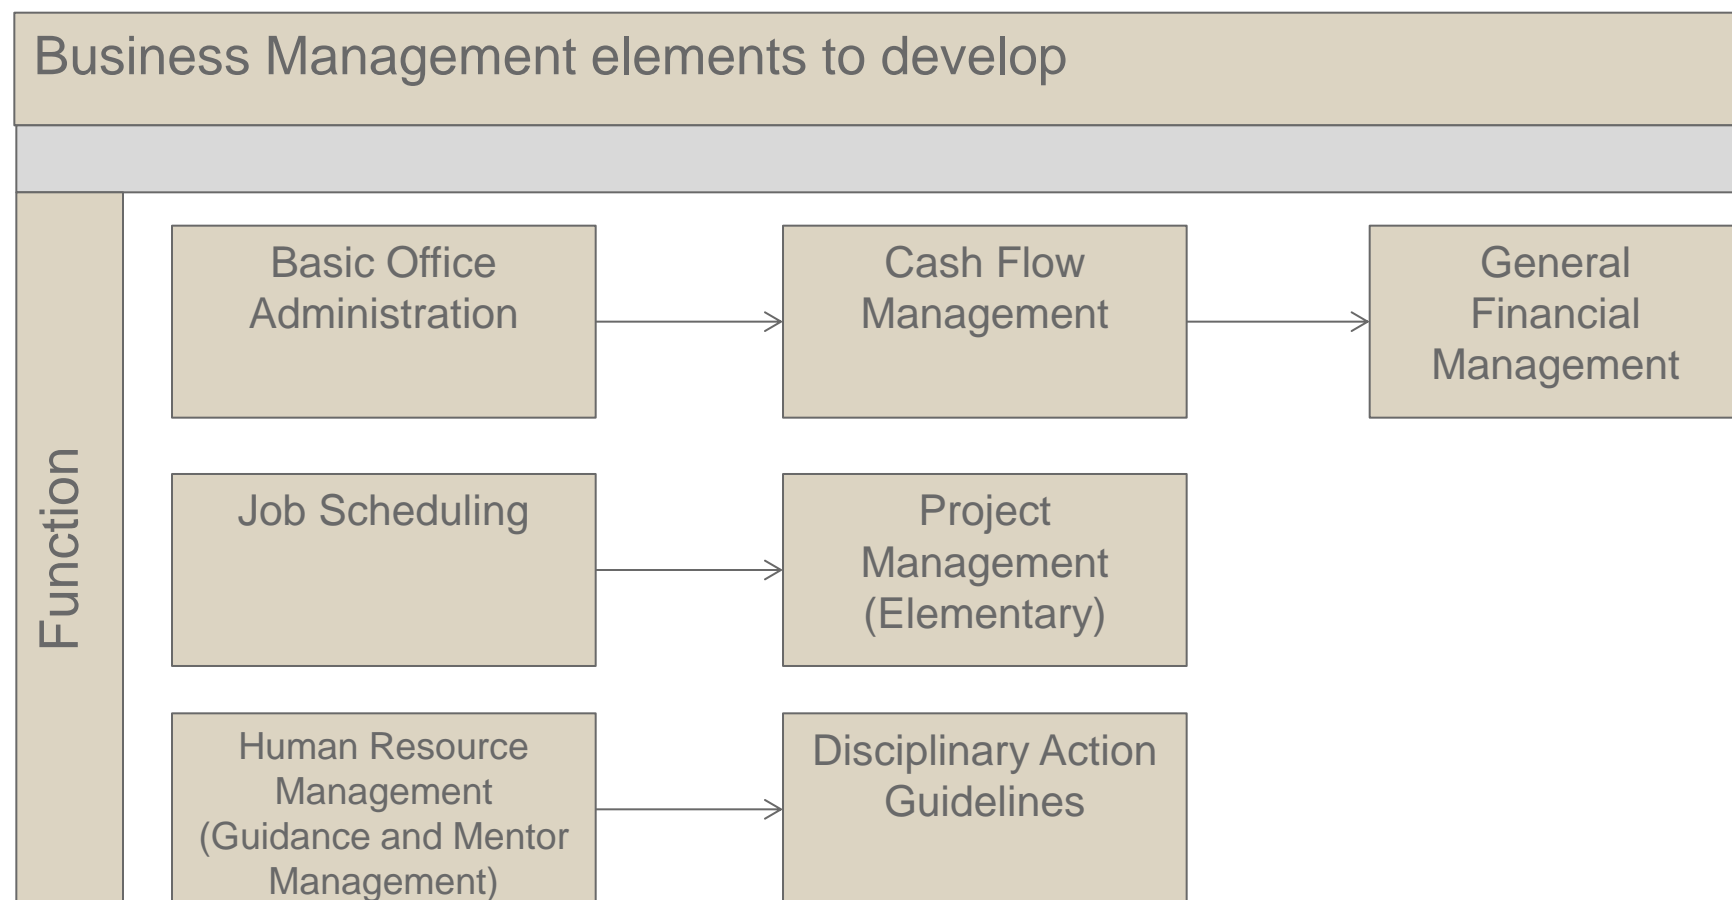 Business Management elements to develop
Function
Basic Office
Administration
Cash Flow
Management
General
Financial
Management
Job Scheduling
Project
Management
(Elementary)
Human Resource
Management
(Guidance and Mentor
Management)
Disciplinary Action
Guidelines